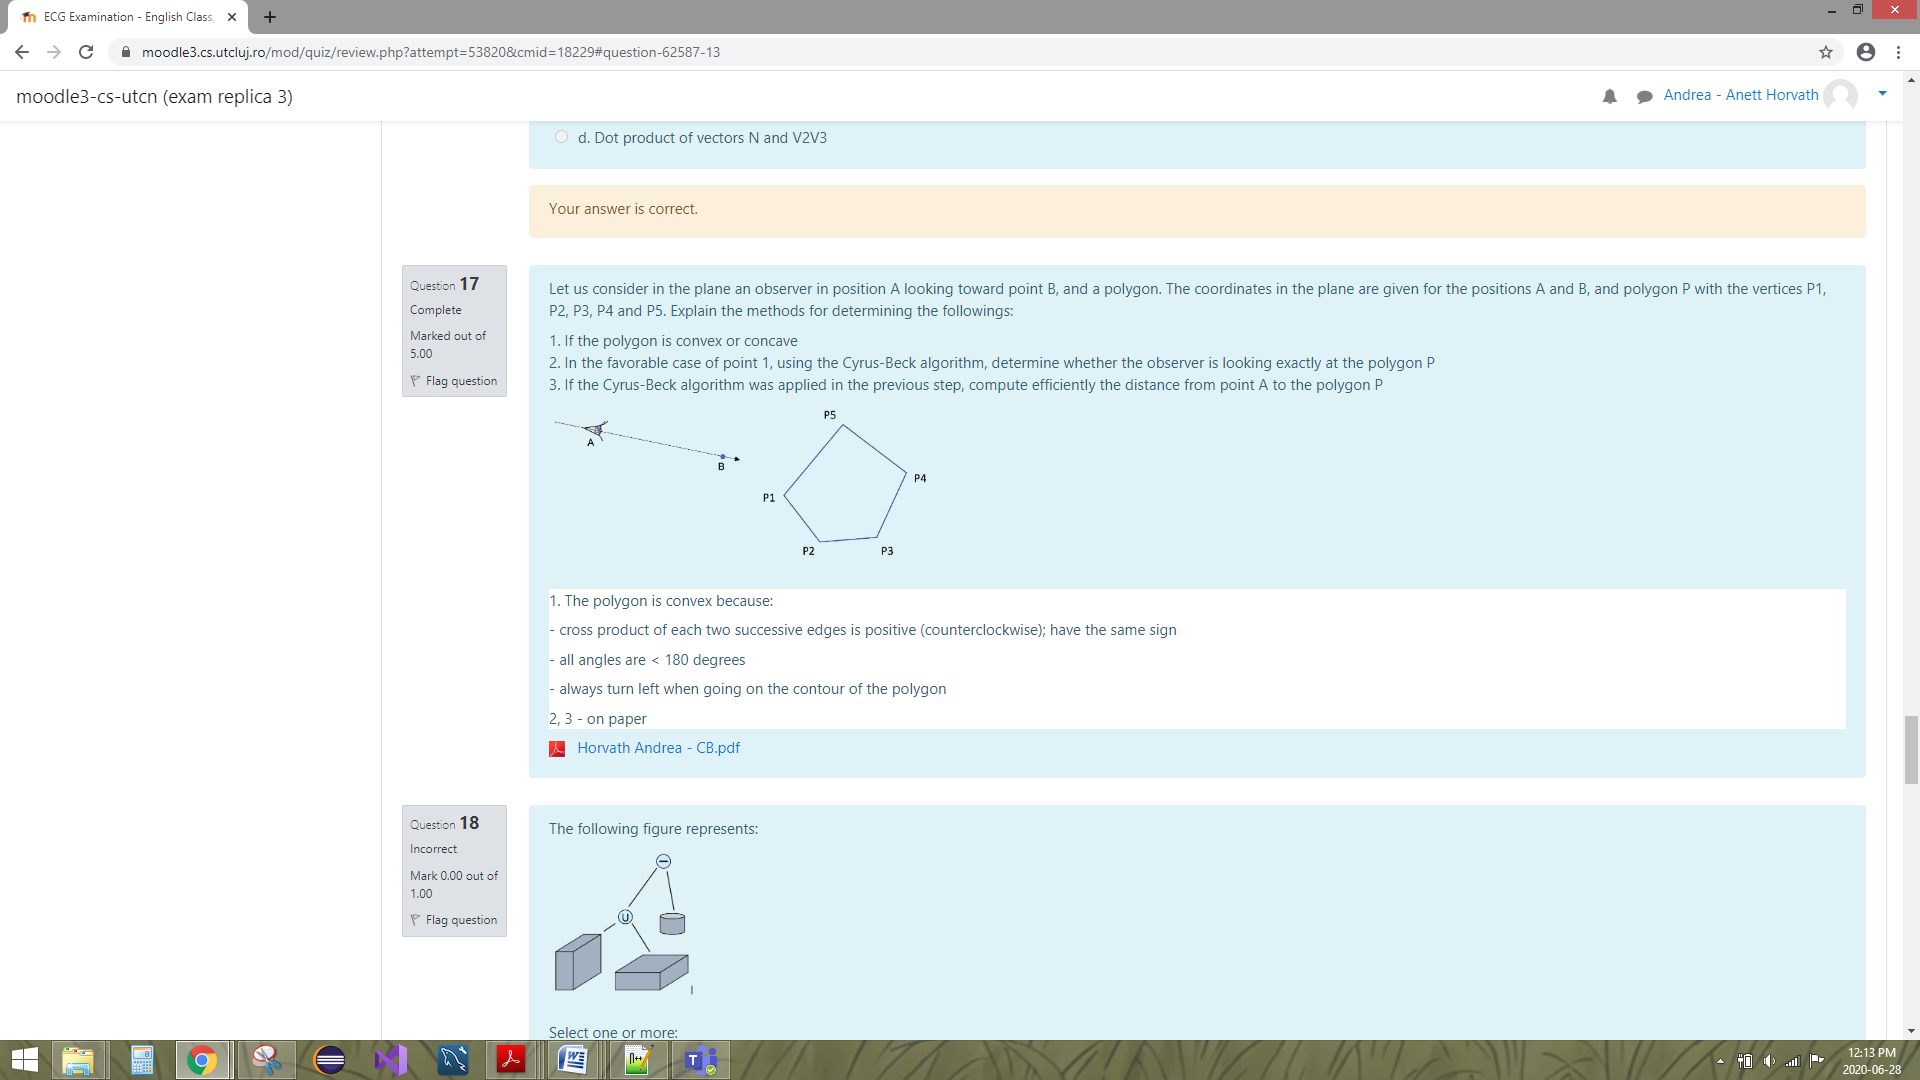 ECG Examination - English Class,
moodle3.cs.utcluj.ro/mod/quiz/review.php?attempt=53820&cmid=18229#question-62587-13
moodle3-cs-utcn (exam replica 3)
Andrea - Anett Horvath
d. Dot product of vectors N and V2V3
Your answer is correct.
Question 17
Complete
Marked out of
5.00
Flag question
Let us consider in the plane an observer in position A looking toward point B, and a polygon. The coordinates in the plane are given for the positions A and B, and polygon P with the vertices P1,
P2, P3, P4 and P5. Explain the methods for determining the followings:
1. If the polygon is convex or concave
2. In the favorable case of point 1, using the Cyrus-Beck algorithm, determine whether the observer is looking exactly at the polygon P
3. If the Cyrus-Beck algorithm was applied in the previous step, compute efficiently the distance from point A to the polygon P
P5
A
B
P4
P1
P2
P3
1. The polygon is convex because:
- cross product of each two successive edges is positive (counterclockwise); have the same sign
- all angles are < 180 degrees
- always turn left when going on the contour of the polygon
2, 3 - on paper
Horvath Andrea - CB.pdf
Question 18
Incorrect
Mark 0.00 out of
1.00
Flag question
The following figure represents:
−
U
Select one or more:
12:13 PM
2020-06-28